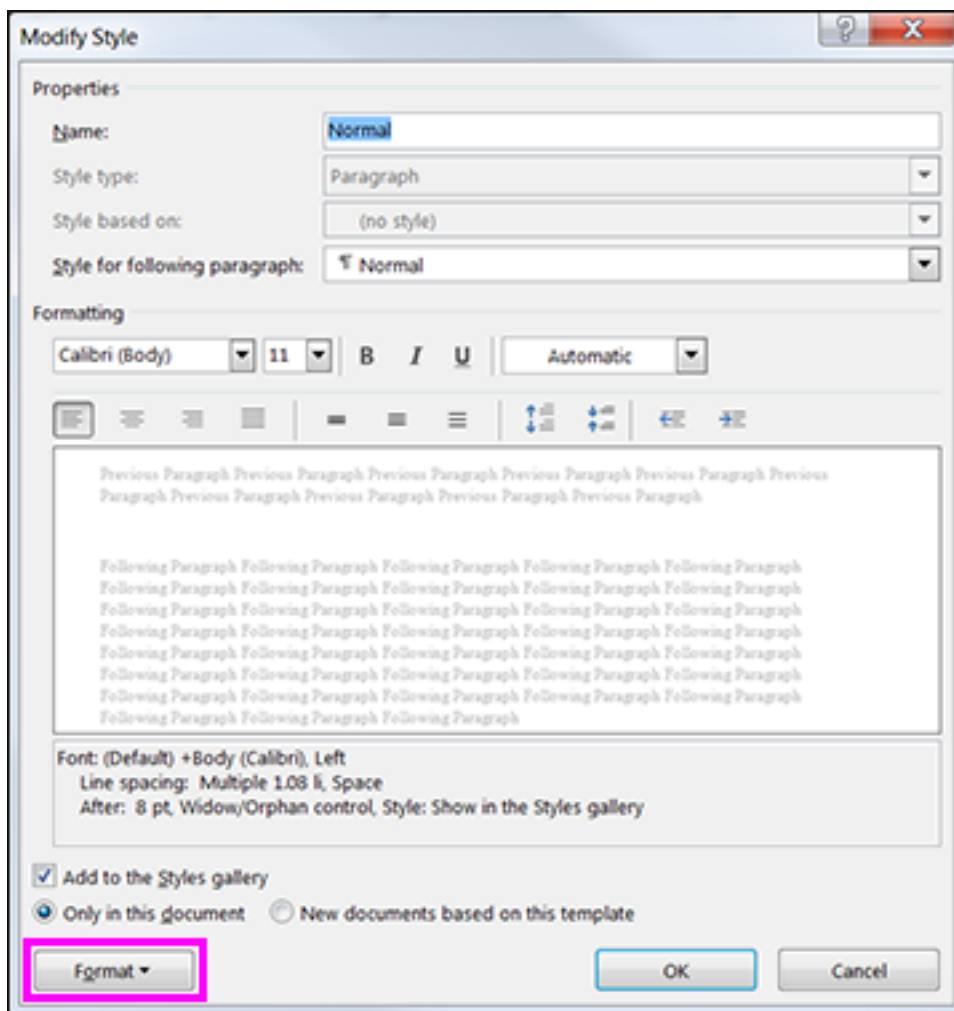 Modify Style
Properties
Name: Normal
Style type: Paragraph
Style based on: (no style)
Style for following paragraph: ¶ Normal
Formatting
Calibri (Body) 11 B I U Automatic
Previous Paragraph Previous Paragraph Previous Paragraph Previous Paragraph Previous Paragraph Previous
Paragraph Previous Paragraph Previous Paragraph Previous Paragraph Previous Paragraph
Following Paragraph Following Paragraph Following Paragraph Following Paragraph Following Paragraph
Following Paragraph Following Paragraph Following Paragraph Following Paragraph Following Paragraph
Following Paragraph Following Paragraph Following Paragraph Following Paragraph Following Paragraph
Following Paragraph Following Paragraph Following Paragraph Following Paragraph Following Paragraph
Following Paragraph Following Paragraph Following Paragraph Following Paragraph Following Paragraph
Following Paragraph Following Paragraph Following Paragraph Following Paragraph Following Paragraph
Following Paragraph Following Paragraph Following Paragraph Following Paragraph Following Paragraph
Following Paragraph Following Paragraph Following Paragraph
Font: (Default) +Body (Calibri), Left
Line spacing: Multiple 1.08 li, Space
After: 8 pt, Widow/Orphan control, Style: Show in the Styles gallery
Add to the Styles gallery
Only in this document New documents based on this template
Format OK Cancel